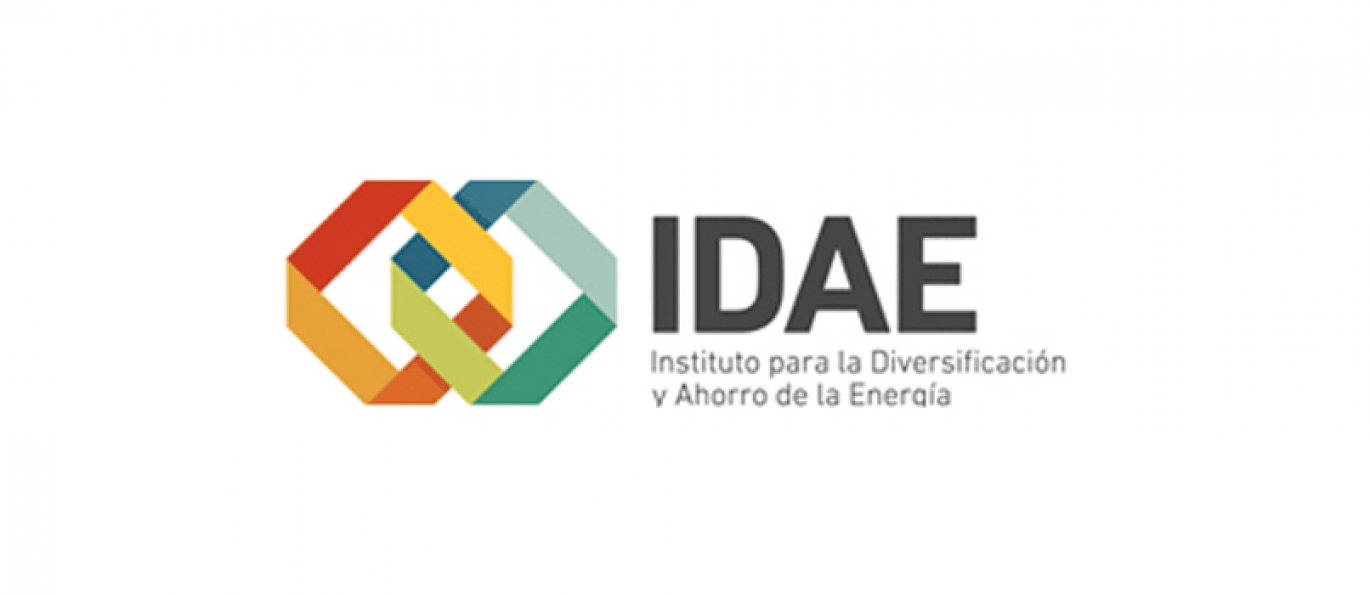 IDAE
Instituto para la Diversificación
y Ahorro de la Energía